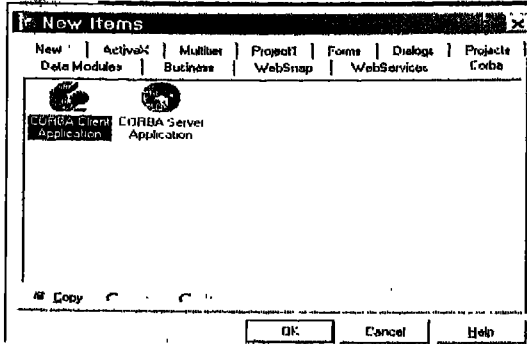 New Items
New ActiveX Multitier Project1 Forms Dialogs Projects
Data Modules Business WebSnap WebServices Corba
CORBA Client Application
CORBA Server Application
Copy
OK Cancel Help